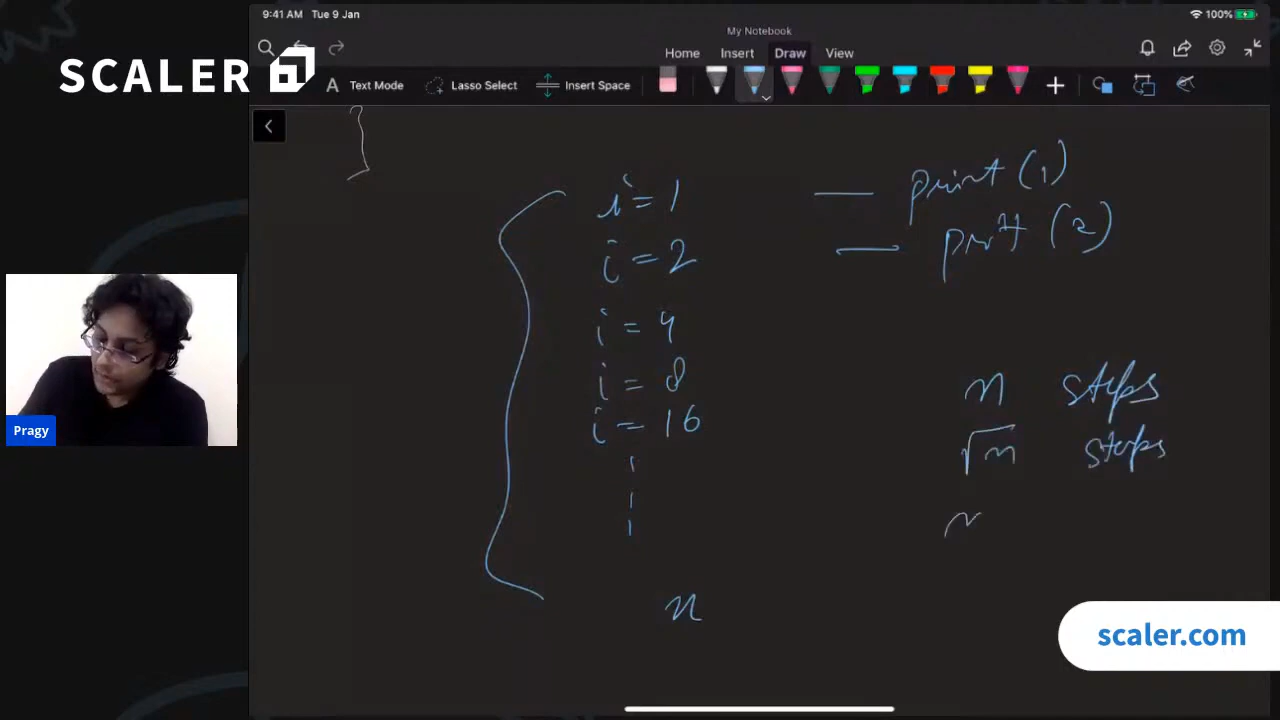 9:41 AM Tue 9 Jan
100%
My Notebook
Home Insert Draw View
SCALER
Text Mode Lasso Select Insert Space
i = 1 — print (1)
i = 2 — print (2)
i = 4
i = 8
i = 16
n steps
√n steps
n
Pragy
scaler.com